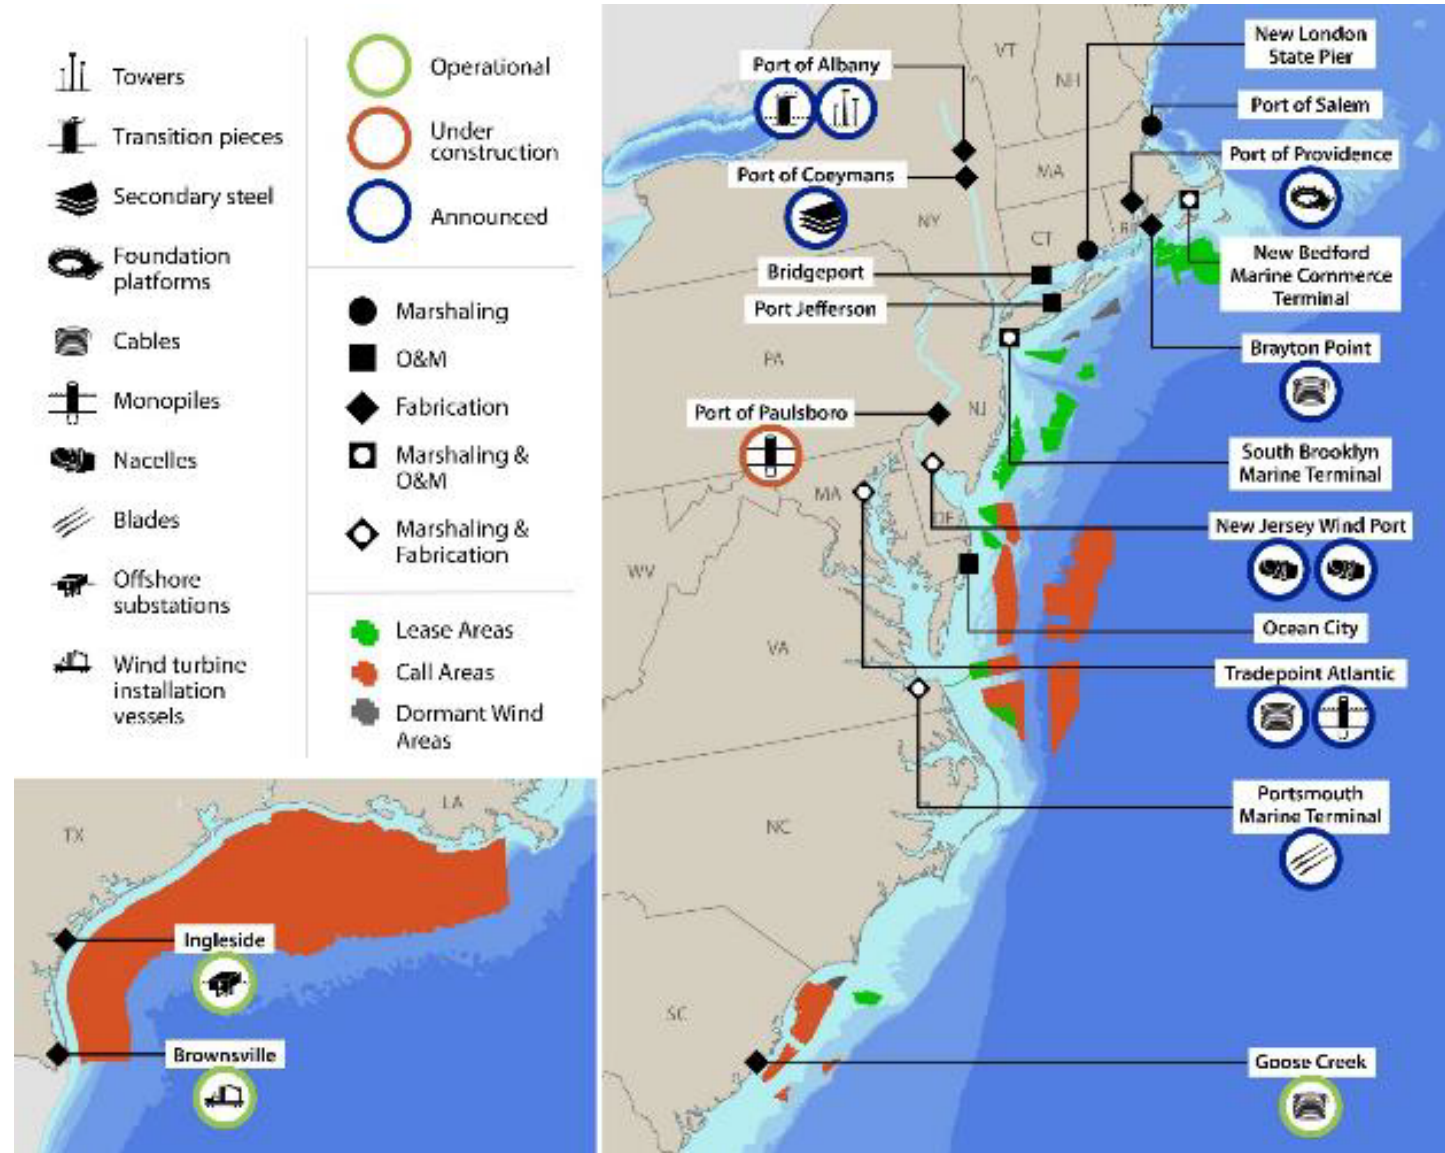 Towers
Transition pieces
Secondary steel
Foundation
platforms
Cables
Monopiles
Nacelles
Blades
Offshore
substations
Wind turbine
installation
vessels
Operational
Under
construction
Announced
Marshaling
O&M
Fabrication
Marshaling &
O&M
Marshaling &
Fabrication
Lease Areas
Call Areas
Dormant Wind
Areas
TX
LA
Ingleside
Brownsville
VT
NH
MA
NY
CT
RI
PA
NJ
MA
DE
WV
VA
NC
SC
Port of Albany
Port of Coeymans
Bridgeport
Port Jefferson
Port of Paulsboro
New London
State Pier
Port of Salem
Port of Providence
New Bedford
Marine Commerce
Terminal
Brayton Point
South Brooklyn
Marine Terminal
New Jersey Wind Port
Ocean City
Tradepoint Atlantic
Portsmouth
Marine Terminal
Goose Creek